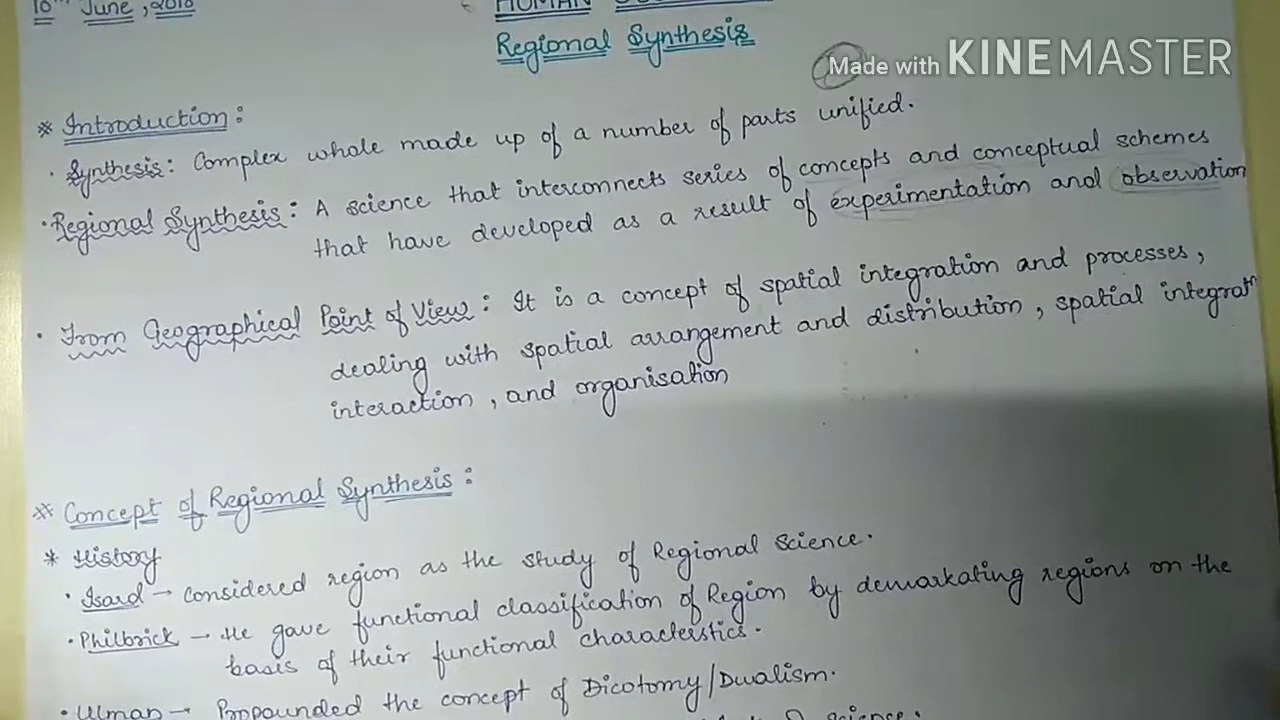 10th June, 2018
HUMAN
Regional Synthesis
Made with KINEMASTER
* Introduction:
· Synthesis: Complex whole made up of a number of parts unified.
· Regional Synthesis: A science that interconnects series of concepts and conceptual schemes
that have developed as a result of experimentation and observation
· From Geographical Point of View: It is a concept of spatial integration and processes,
dealing with spatial arrangement and distribution, spatial integratn
interaction, and organisation
* Concept of Regional Synthesis:
* History
· Isard → considered region as the study of Regional Science.
· Philbrick → He gave functional classification of Region by demarkating regions on the
basis of their functional characteristics.
· Ulman → Propounded the concept of Dicotomy/Dualism.
science.